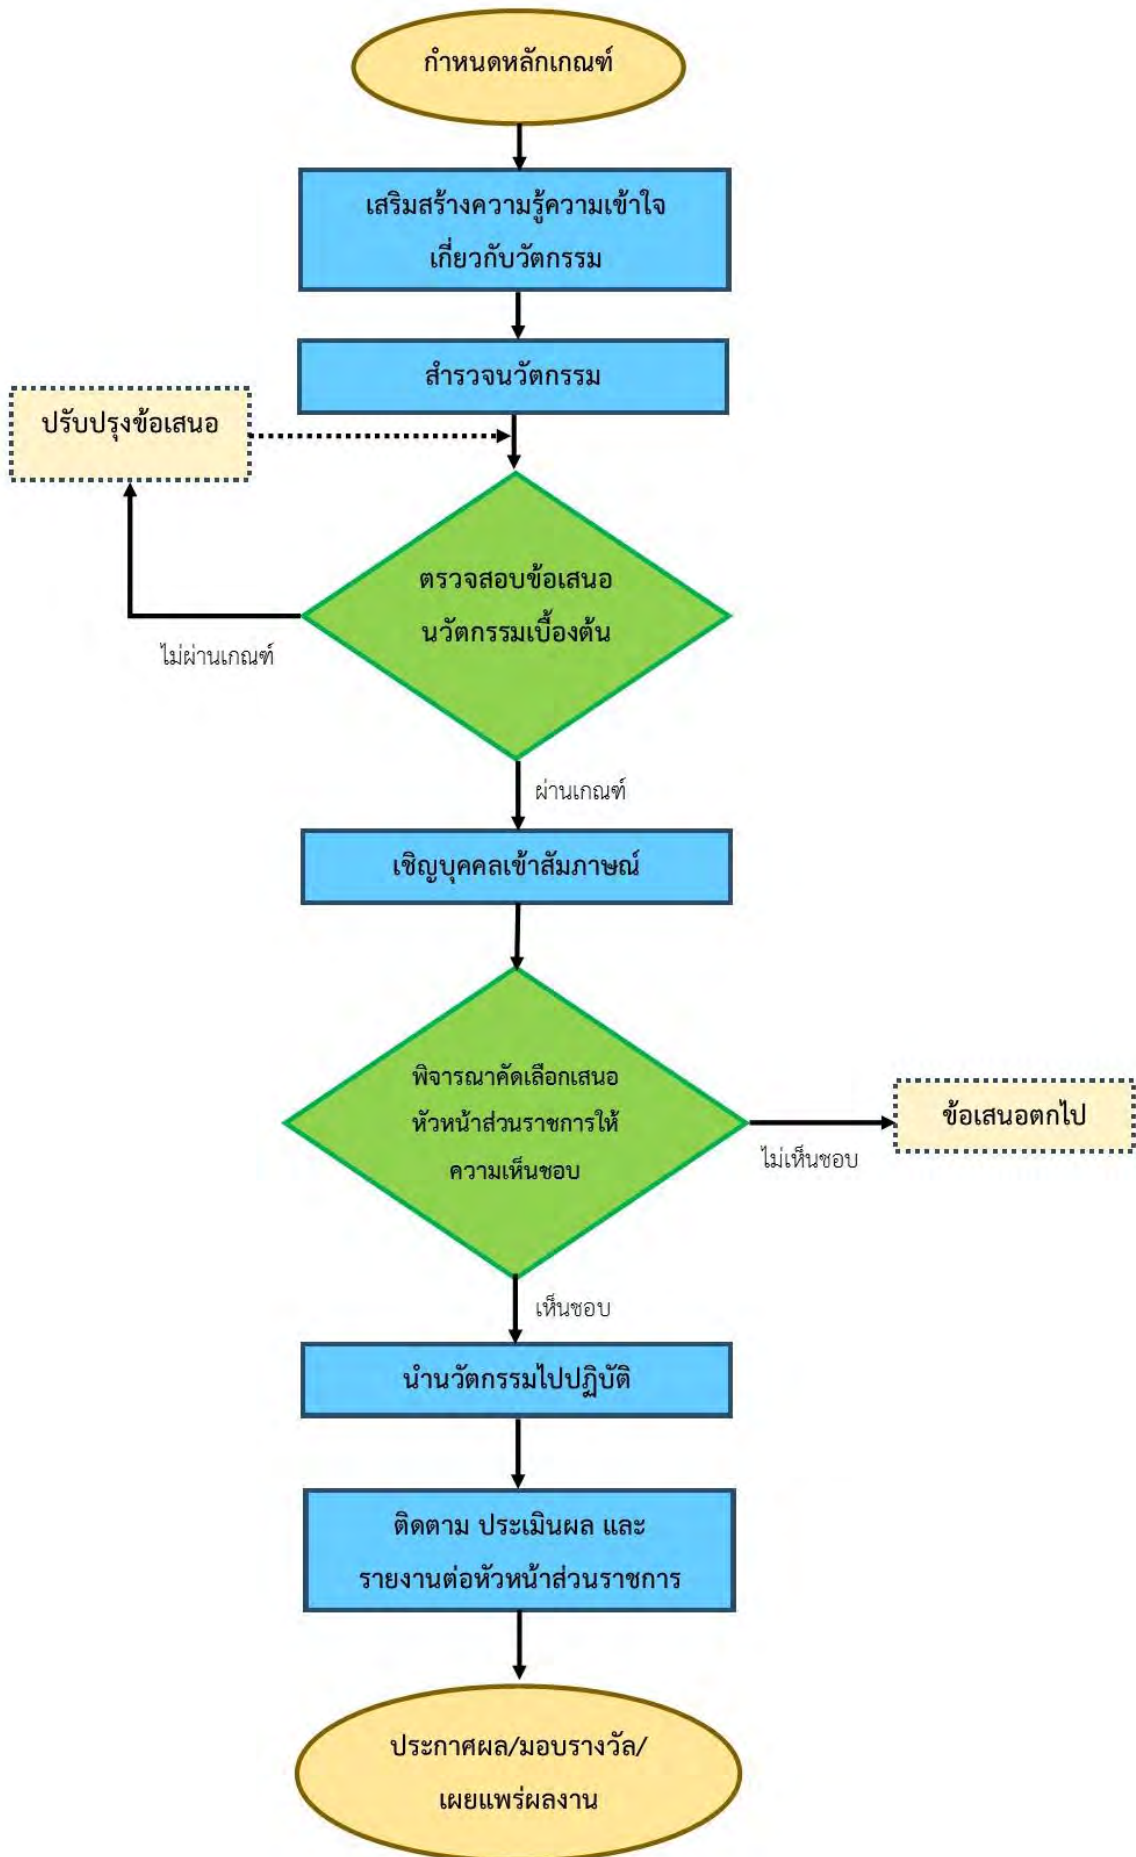 กำหนดหลักเกณฑ์
เสริมสร้างความรู้ความเข้าใจ
เกี่ยวกับวัตกรรม
สำรวจนวัตกรรม
ปรับปรุงข้อเสนอ
ตรวจสอบข้อเสนอ
นวัตกรรมเบื้องต้น
ไม่ผ่านเกณฑ์
ผ่านเกณฑ์
เชิญบุคคลเข้าสัมภาษณ์
พิจารณาคัดเลือกเสนอ
หัวหน้าส่วนราชการให้
ความเห็นชอบ
ข้อเสนอตกไป
ไม่เห็นชอบ
เห็นชอบ
นำนวัตกรรมไปปฏิบัติ
ติดตาม ประเมินผล และ
รายงานต่อหัวหน้าส่วนราชการ
ประกาศผล/มอบรางวัล/
เผยแพร่ผลงาน